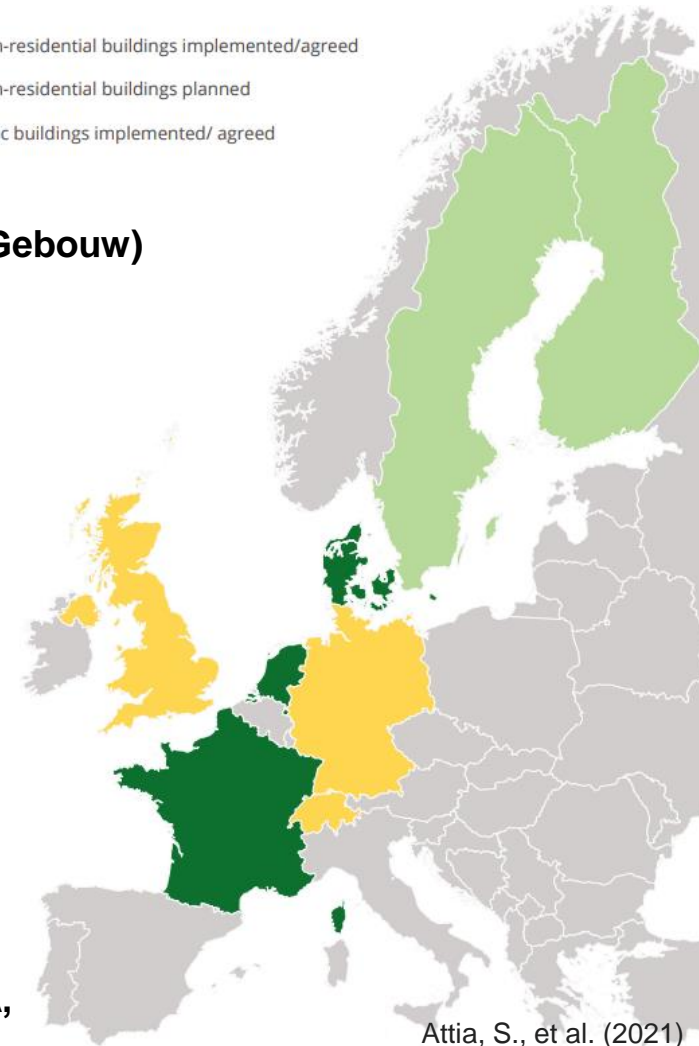 -residential buildings implemented/agreed
-residential buildings planned
c buildings implemented/ agreed
Gebouw)
Attia, S., et al. (2021)